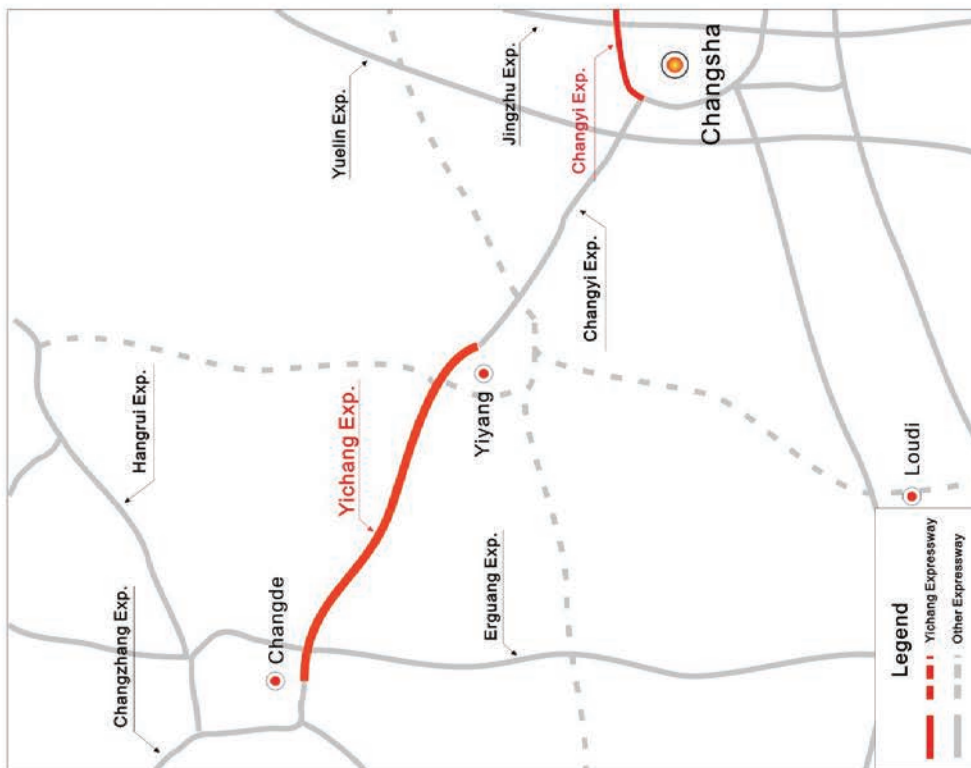 Changzhang Exp.
Hangrui Exp.
Yuelin Exp.
Jingzhu Exp.
Changyi Exp.
Changsha
Changde
Yichang Exp.
Yiyang
Changyi Exp.
Erguang Exp.
Loudi
Legend
Yichang Expressway
Other Expressway